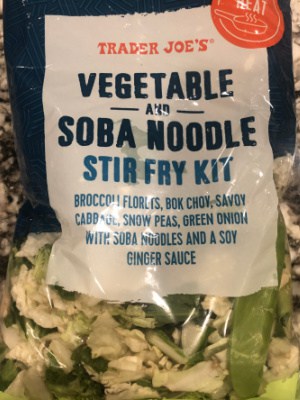 HEAT
TRADER JOE'S®
VEGETABLE
AND
SOBA NOODLE
STIR FRY KIT
BROCCOLI FLORETS, BOK CHOY, SAVOY
CABBAGE, SNOW PEAS, GREEN ONION
WITH SOBA NOODLES AND A SOY
GINGER SAUCE